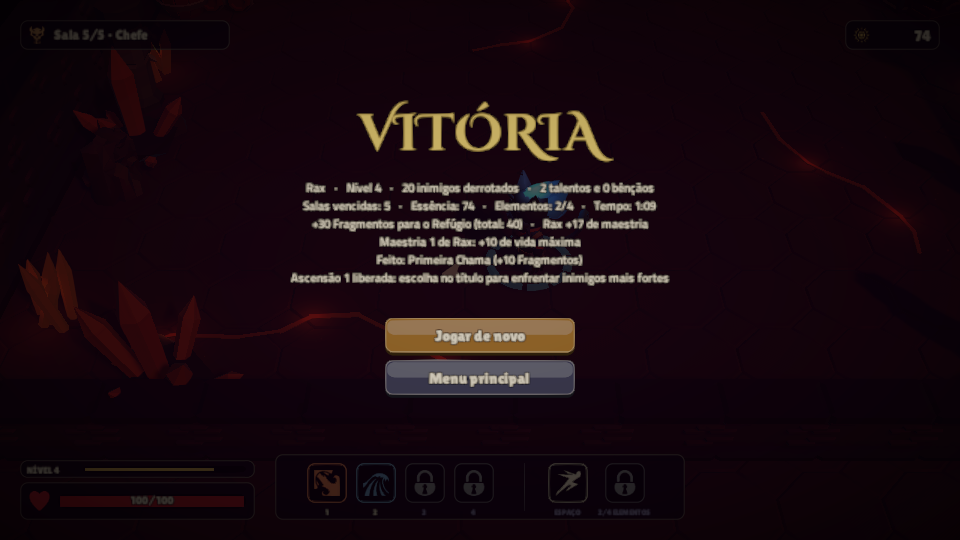 Sala 5/5 · Chefe
74
VITÓRIA
Rax · Nível 4 · 20 inimigos derrotados · 2 talentos e 0 bênçãos
Salas vencidas: 5 · Essência: 74 · Elementos: 2/4 · Tempo: 1:09
+30 Fragmentos para o Refúgio (total: 40) · Rax +17 de maestria
Maestria 1 de Rax: +10 de vida máxima
Feito: Primeira Chama (+10 Fragmentos)
Ascensão 1 liberada: escolha no título para enfrentar inimigos mais fortes
Jogar de novo
Menu principal
NÍVEL 4
100/100
1 2 3 4 ESPAÇO 2/4 ELEMENTOS